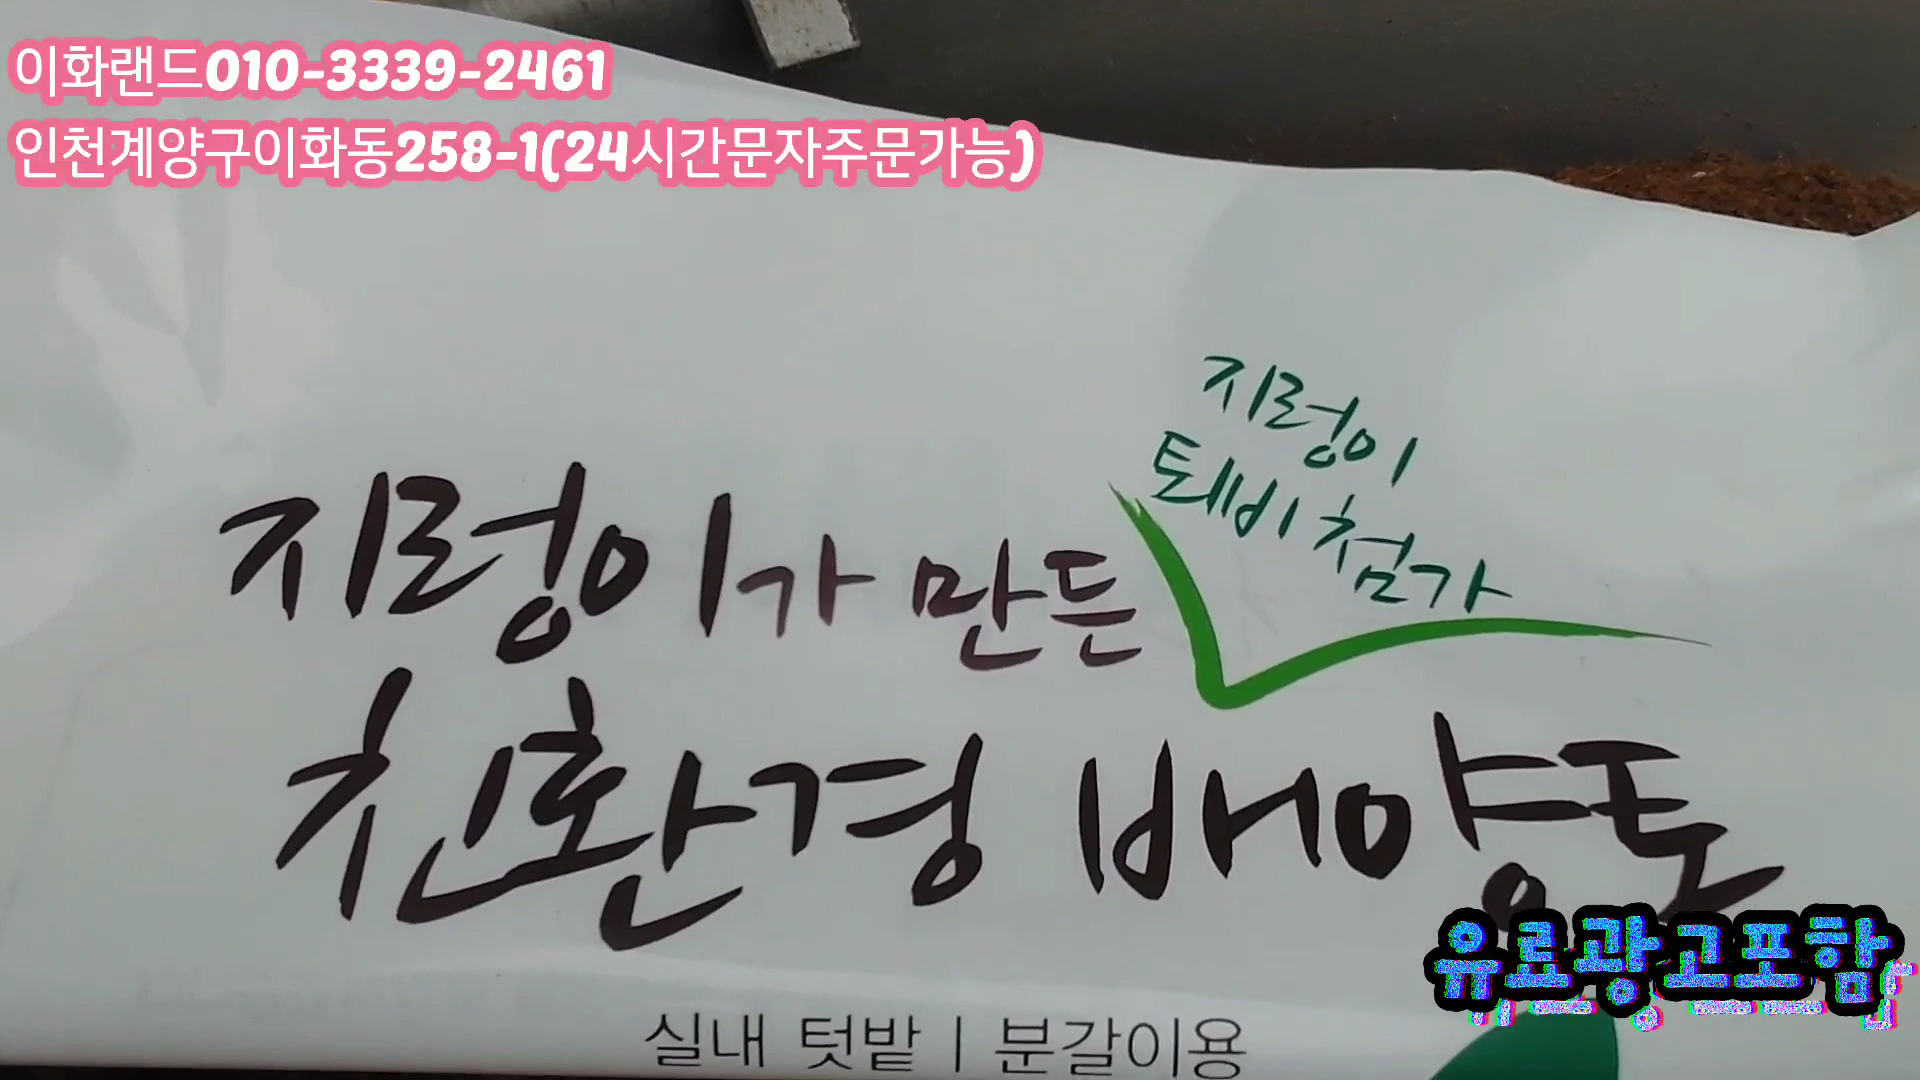 이화랜드010-3339-2461
인천계양구이화동258-1(24시간문자주문가능)
지렁이
퇴비 첨가
지렁이가 만든
친환경 배양토
유료광고포함
실내 텃밭 | 분갈이용